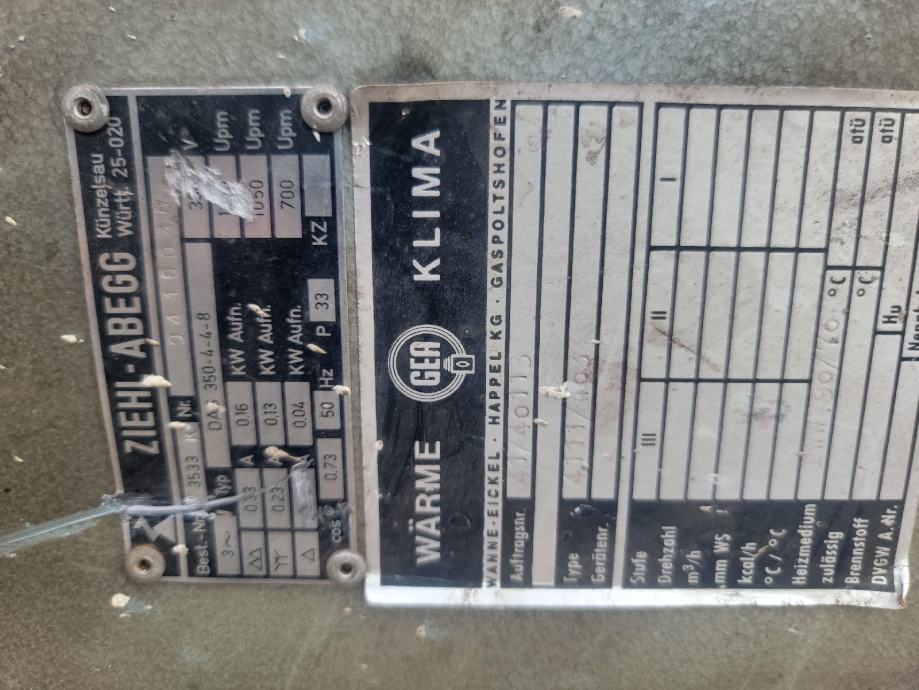 ZIEHL-ABEGG Künzelsau
Württ. 25-020
Best.-Nr. 3533 Nr.
3~ Typ 350-4-4-8 V
△△ 0.33 A 0.16 KW Aufn. Upm
0.23 A 0.13 KW Aufn. 1050 Upm
△ 0.04 KW Aufn. 700 Upm
cos φ 0.73 50 Hz P 33 KZ
WÄRME GEA KLIMA
WANNE-EICKEL · HAPPEL KG · GASPOLTSHOFEN
Auftragsnr.
Type
Gerätenr.
Stufe III II I
Drehzahl
m³/h
mm WS
kcal/h
°C / °C
Heizmedium
zulässig °C atü
Brennstoff °C atü
DVGW A.-Nr. Hu